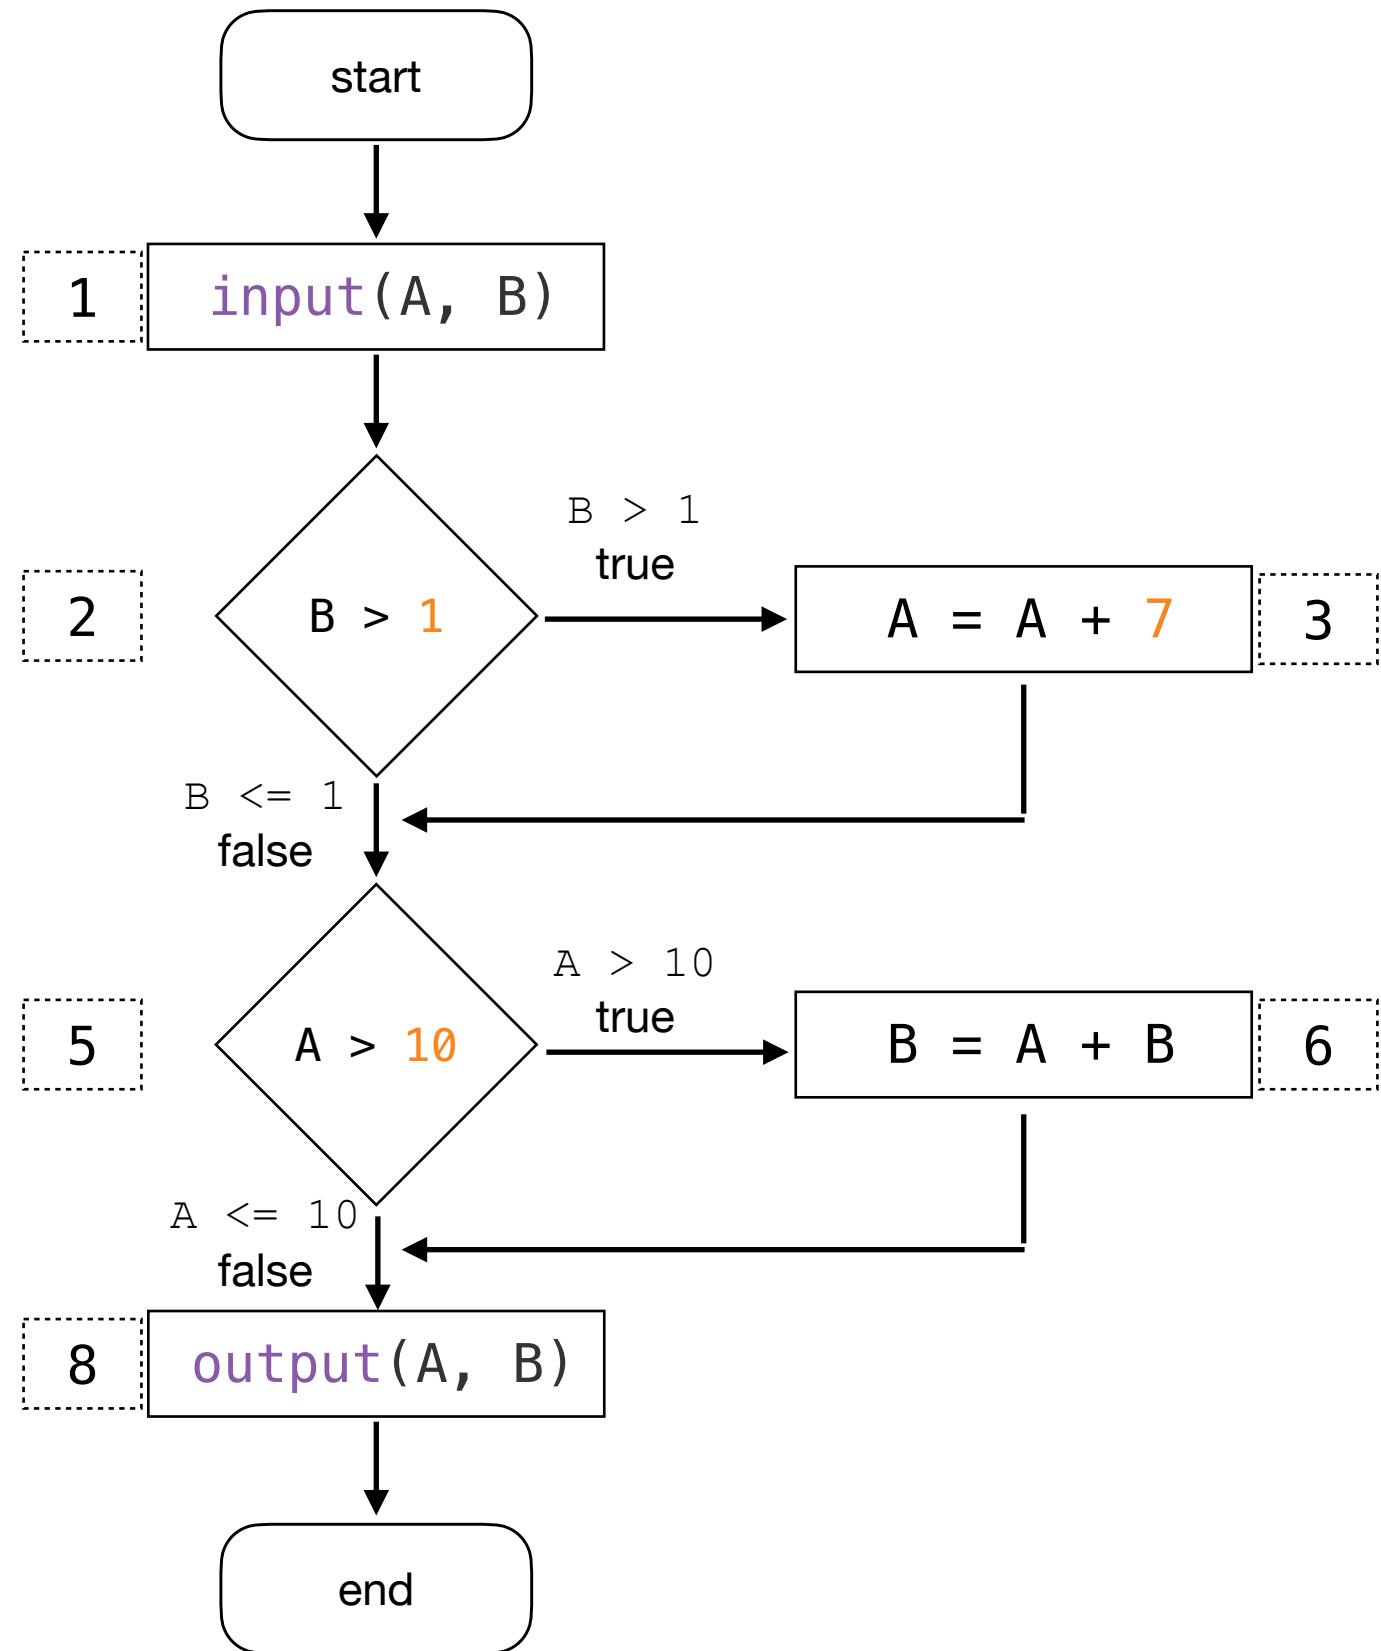 start
1
input(A, B)
B > 1
true
2
B > 1
A = A + 7
3
B <= 1
false
A > 10
true
5
A > 10
B = A + B
6
A <= 10
false
8
output(A, B)
end